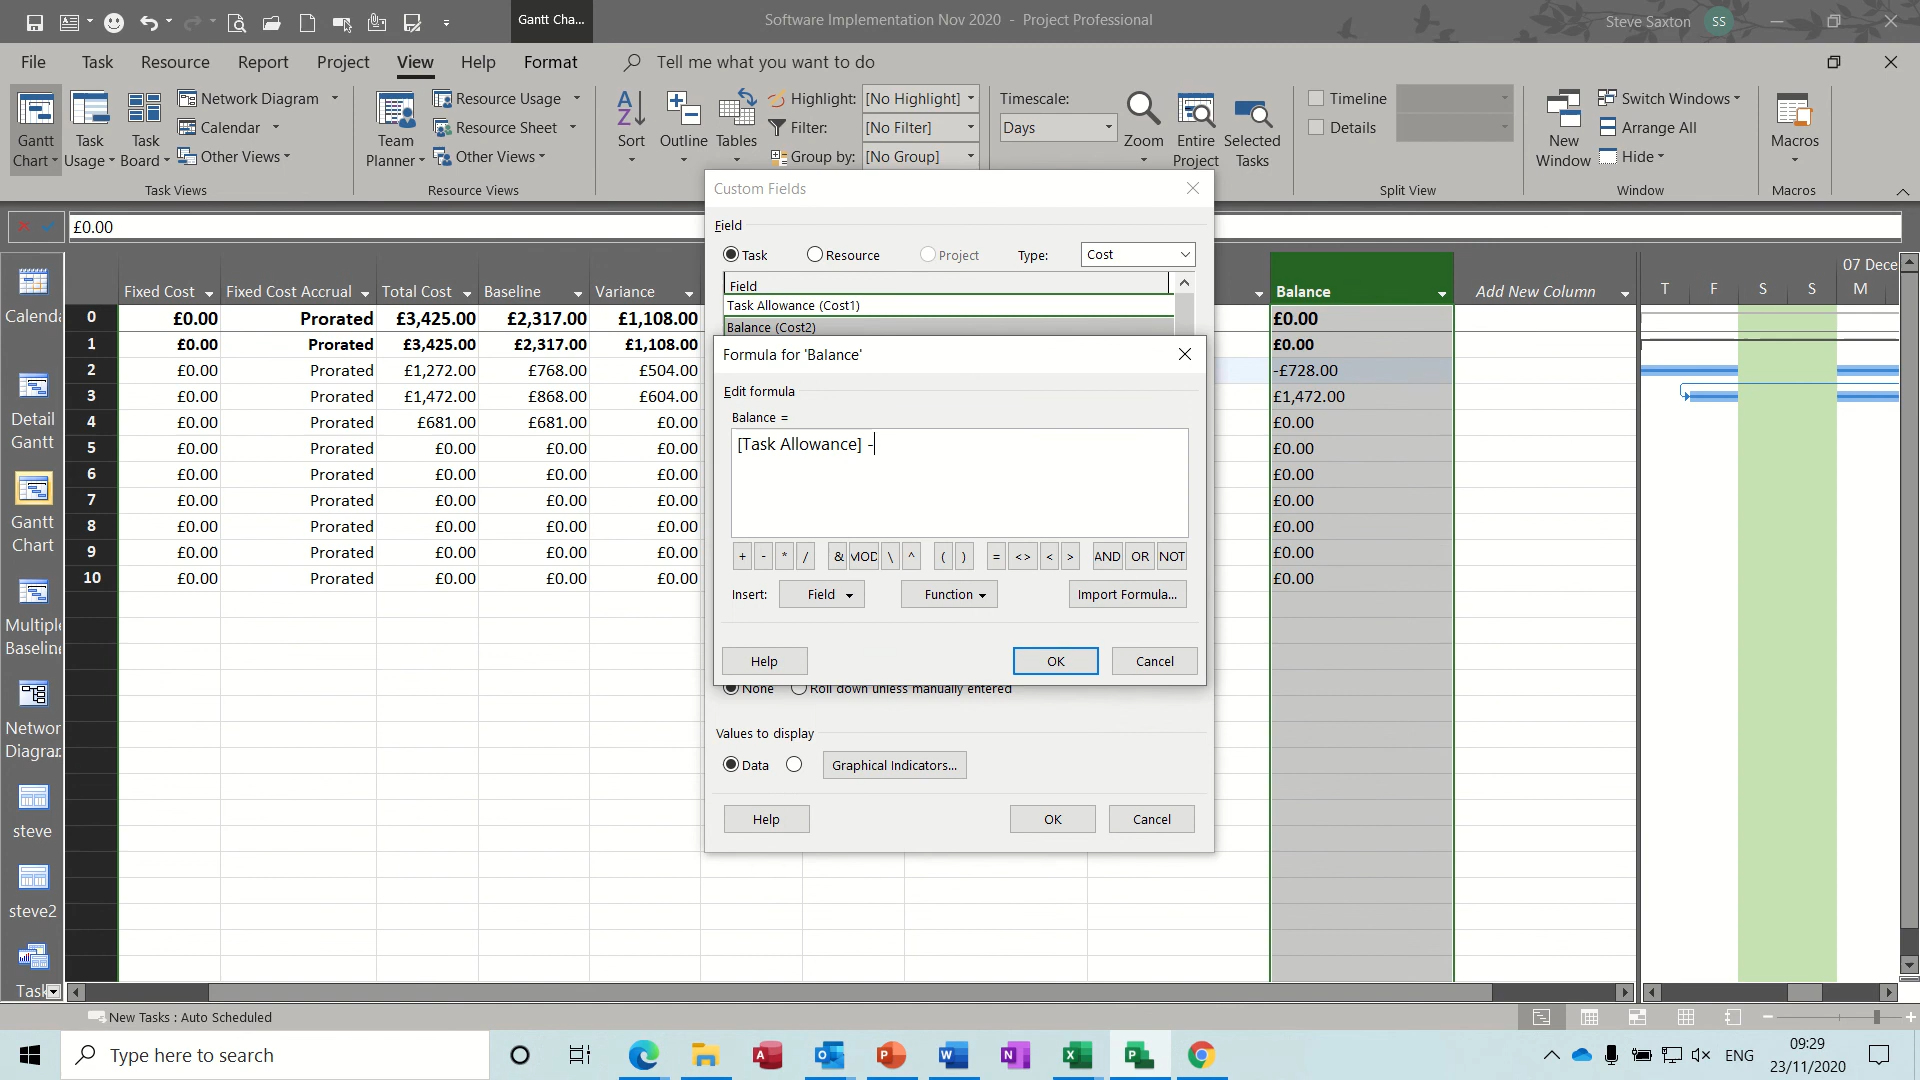 Gantt Cha...
Software Implementation Nov 2020 - Project Professional
Steve Saxton
SS
File Task Resource Report Project View Help Format Tell me what you want to do
Gantt Chart
Task Usage
Task Board
Network Diagram
Calendar
Other Views
Task Views
Team Planner
Resource Usage
Resource Sheet
Other Views
Resource Views
Sort
Outline
Tables
Highlight: [No Highlight]
Filter: [No Filter]
Group by: [No Group]
Timescale:
Days
Zoom
Entire Project
Selected Tasks
Timeline
Details
Split View
New Window
Switch Windows
Arrange All
Hide
Window
Macros
Macros
£0.00
Custom Fields
Field
Task Resource Project Type: Cost
Field
Task Allowance (Cost1)
Balance (Cost2)
Formula for 'Balance'
Edit formula
Balance =
[Task Allowance] -
+ - * / & MOD \ ^ ( ) = <> < > AND OR NOT
Insert: Field Function Import Formula...
Help OK Cancel
None Roll down unless manually entered
Values to display
Data Graphical Indicators...
Help OK Cancel
Fixed Cost Fixed Cost Accrual Total Cost Baseline Variance Balance Add New Column
07 Dece
T F S S M
0 £0.00 Prorated £3,425.00 £2,317.00 £1,108.00 £0.00
1 £0.00 Prorated £3,425.00 £2,317.00 £1,108.00 £0.00
2 £0.00 Prorated £1,272.00 £768.00 £504.00 -£728.00
3 £0.00 Prorated £1,472.00 £868.00 £604.00 £1,472.00
4 £0.00 Prorated £681.00 £681.00 £0.00 £0.00
5 £0.00 Prorated £0.00 £0.00 £0.00 £0.00
6 £0.00 Prorated £0.00 £0.00 £0.00 £0.00
7 £0.00 Prorated £0.00 £0.00 £0.00 £0.00
8 £0.00 Prorated £0.00 £0.00 £0.00 £0.00
9 £0.00 Prorated £0.00 £0.00 £0.00 £0.00
10 £0.00 Prorated £0.00 £0.00 £0.00 £0.00
Calenda
Detail
Gantt
Gantt
Chart
Multiple
Baselin
Networ
Diagra
steve
steve2
Task
New Tasks : Auto Scheduled
Type here to search
ENG
09:29
23/11/2020